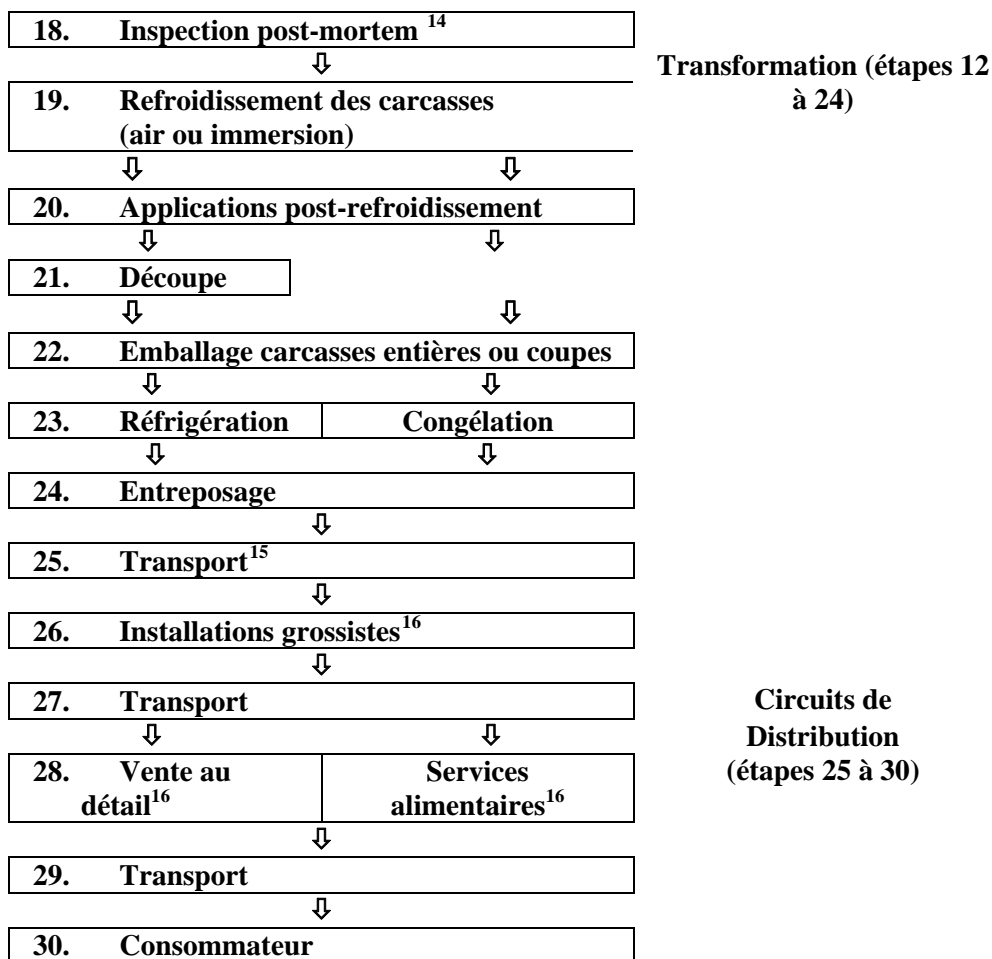 18. Inspection post-mortem 14
Transformation (étapes 12
à 24)
19. Refroidissement des carcasses
(air ou immersion)
20. Applications post-refroidissement
21. Découpe
22. Emballage carcasses entières ou coupes
23. Réfrigération Congélation
24. Entreposage
25. Transport15
26. Installations grossistes16
27. Transport
Circuits de
Distribution
(étapes 25 à 30)
28. Vente au
détail16
Services
alimentaires16
29. Transport
30. Consommateur